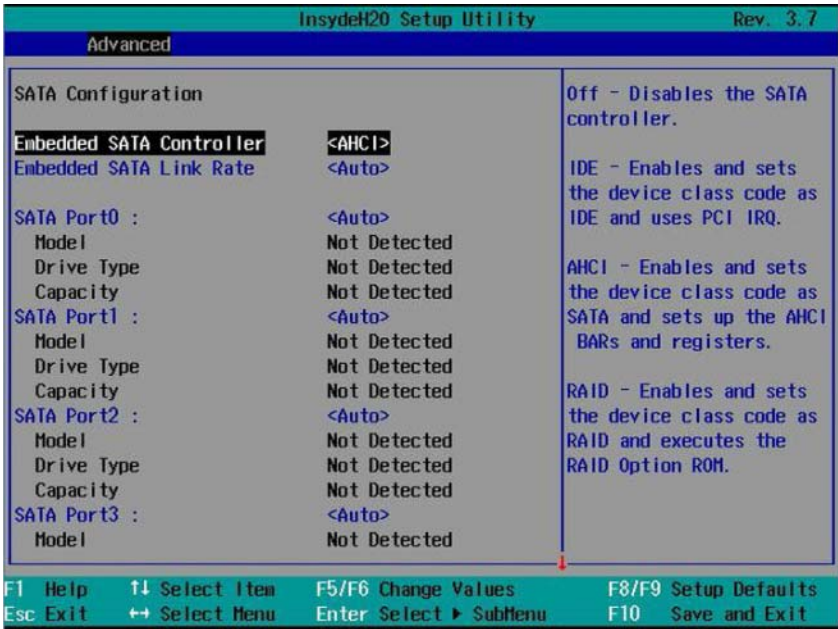 InsydeH20 Setup Utility Rev. 3.7
Advanced
SATA Configuration
Embedded SATA Controller <AHCI>
Embedded SATA Link Rate <Auto>
SATA Port0 : <Auto>
Model Not Detected
Drive Type Not Detected
Capacity Not Detected
SATA Port1 : <Auto>
Model Not Detected
Drive Type Not Detected
Capacity Not Detected
SATA Port2 : <Auto>
Model Not Detected
Drive Type Not Detected
Capacity Not Detected
SATA Port3 : <Auto>
Model Not Detected
Off - Disables the SATA
controller.
IDE - Enables and sets
the device class code as
IDE and uses PCI IRQ.
AHCI - Enables and sets
the device class code as
SATA and sets up the AHCI
BARs and registers.
RAID - Enables and sets
the device class code as
RAID and executes the
RAID Option ROM.
F1 Help ↑↓ Select Item F5/F6 Change Values F8/F9 Setup Defaults
Esc Exit ↔ Select Menu Enter Select ▶ SubMenu F10 Save and Exit